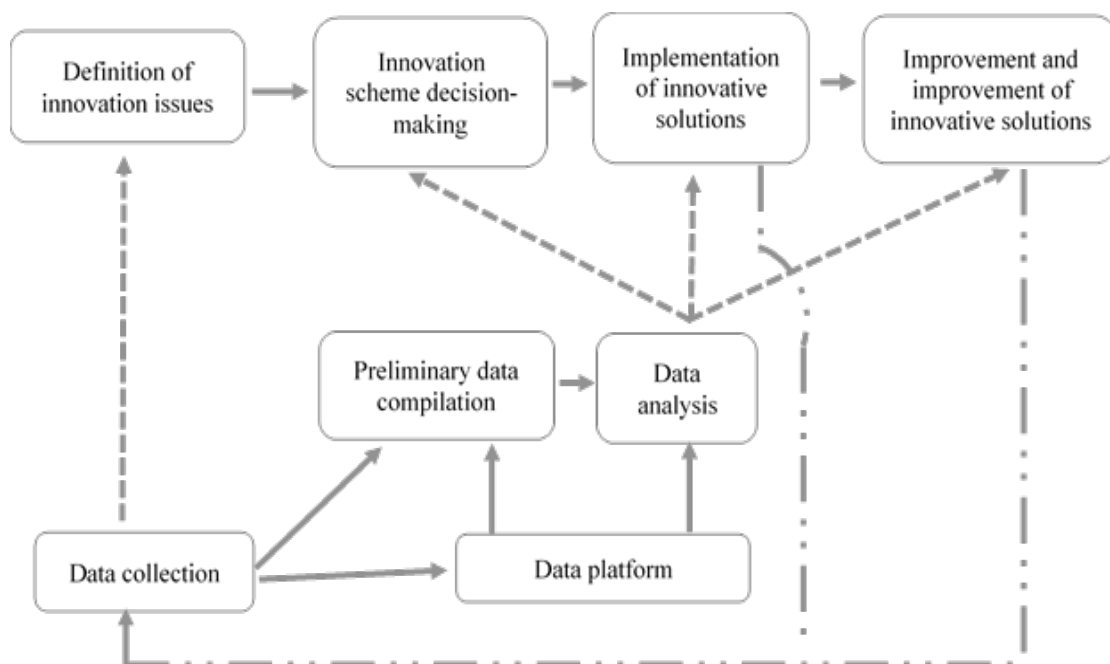 Definition of
innovation issues
Innovation
scheme decision-
making
Implementation
of innovative
solutions
Improvement and
improvement of
innovative solutions
Preliminary data
compilation
Data
analysis
Data collection
Data platform